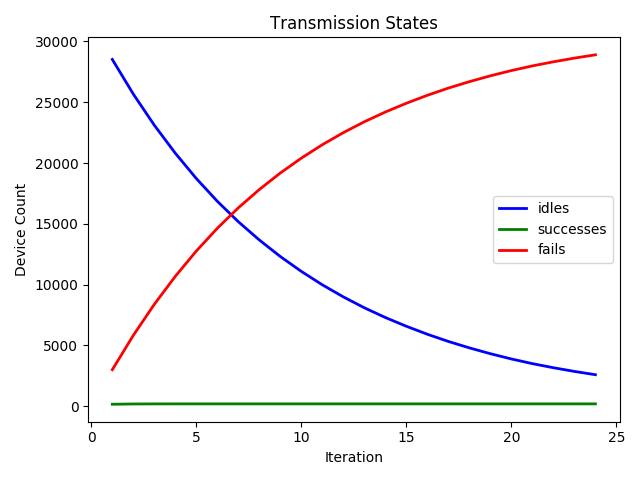 Transmission States
Device Count
30000
25000
20000
15000
10000
5000
0
idles
successes
fails
0 5 10 15 20 25
Iteration